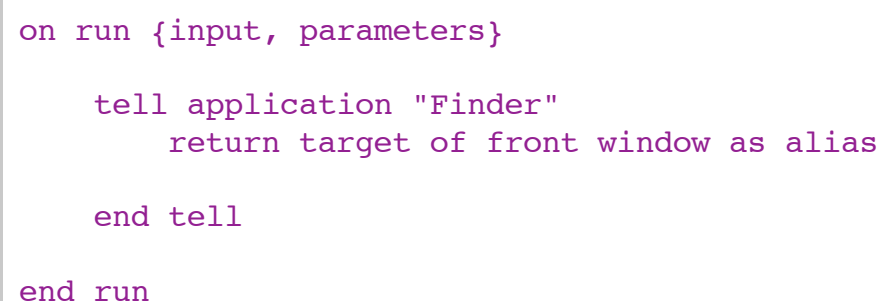 on run {input, parameters}
    tell application "Finder"
        return target of front window as alias
    end tell
end run